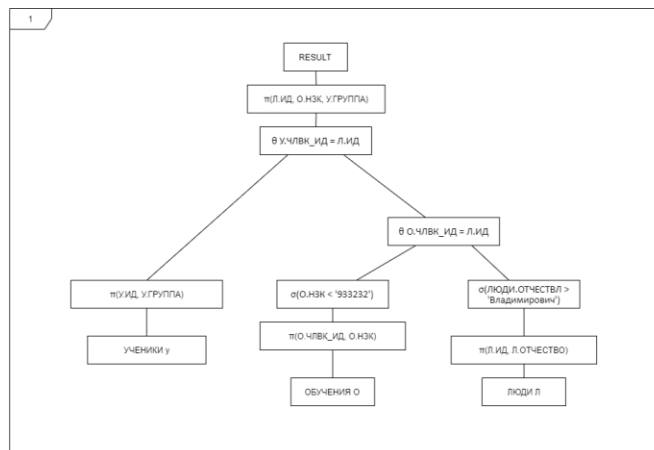 1
RESULT
π(Л.ИД, О.НЗК, У.ГРУППА)
θ У.ЧЛВК_ИД = Л.ИД
θ О.ЧЛВК_ИД = Л.ИД
π(У.ИД, У.ГРУППА)
σ(О.НЗК < '933232')
σ(ЛЮДИ.ОТЧЕСТВЛ >
'Владимирович')
УЧЕНИКИ у
π(О.ЧЛВК_ИД, О.НЗК)
π(Л.ИД, Л.ОТЧЕСТВО)
ОБУЧЕНИЯ О
ЛЮДИ Л